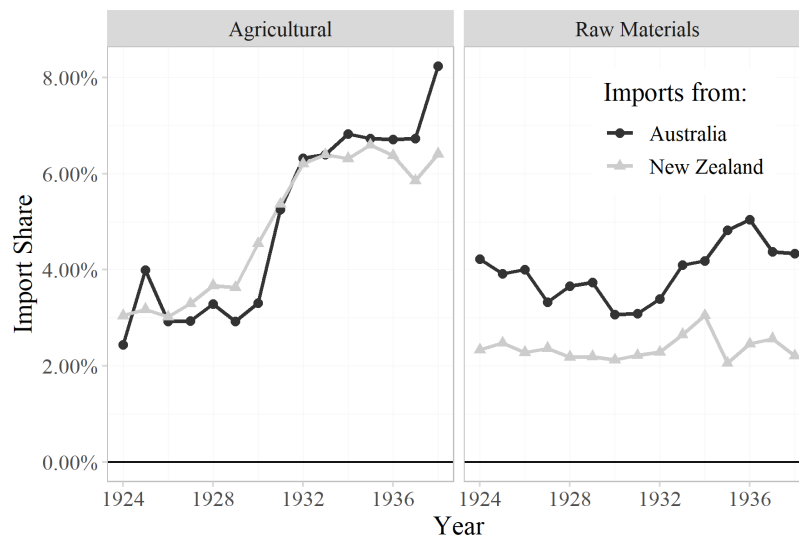 Agricultural
Raw Materials
Imports from:
Australia
New Zealand
Import Share
8.00%
6.00%
4.00%
2.00%
0.00%
1924 1928 1932 1936
1924 1928 1932 1936
Year